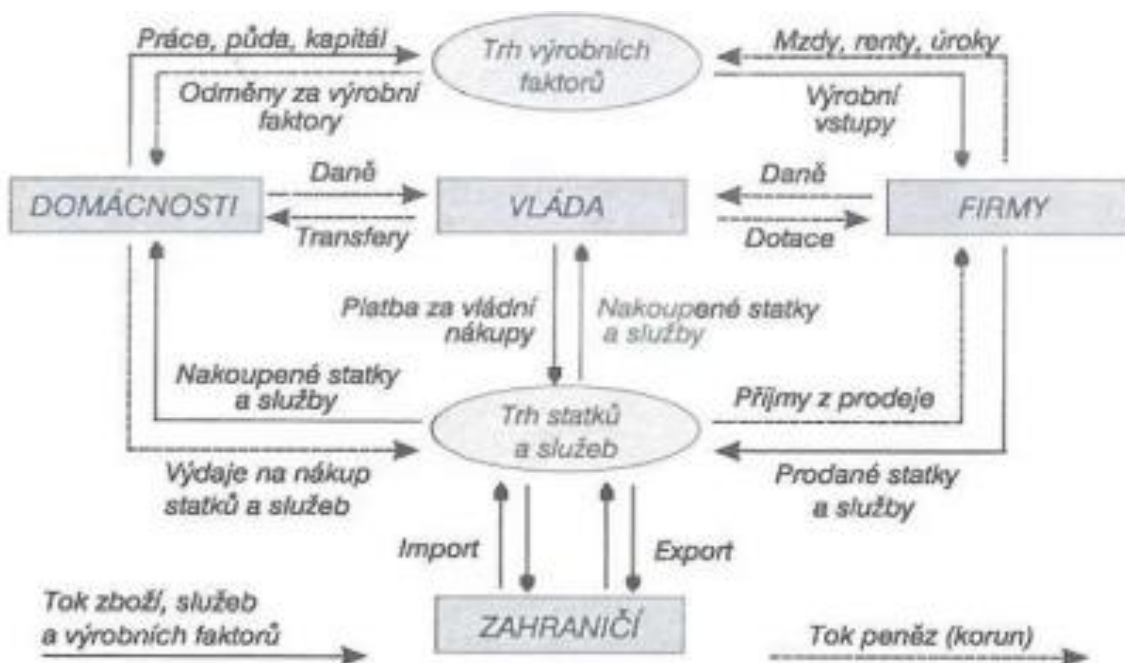 Práce, půda, kapitál
Trh výrobních
faktorů
Mzdy, renty, úroky
Odměny za výrobní
faktory
Výrobní
vstupy
DOMÁCNOSTI
Daně
Transfery
VLÁDA
Daně
Dotace
FIRMY
Platba za vládní
nákupy
Nakoupené statky
a služby
Nakoupené statky
a služby
Trh statků
a služeb
Příjmy z prodeje
Výdaje na nákup
statků a služeb
Prodané statky
a služby
Import
Export
Tok zboží, služeb
a výrobních faktorů
ZAHRANIČÍ
Tok peněz (korun)